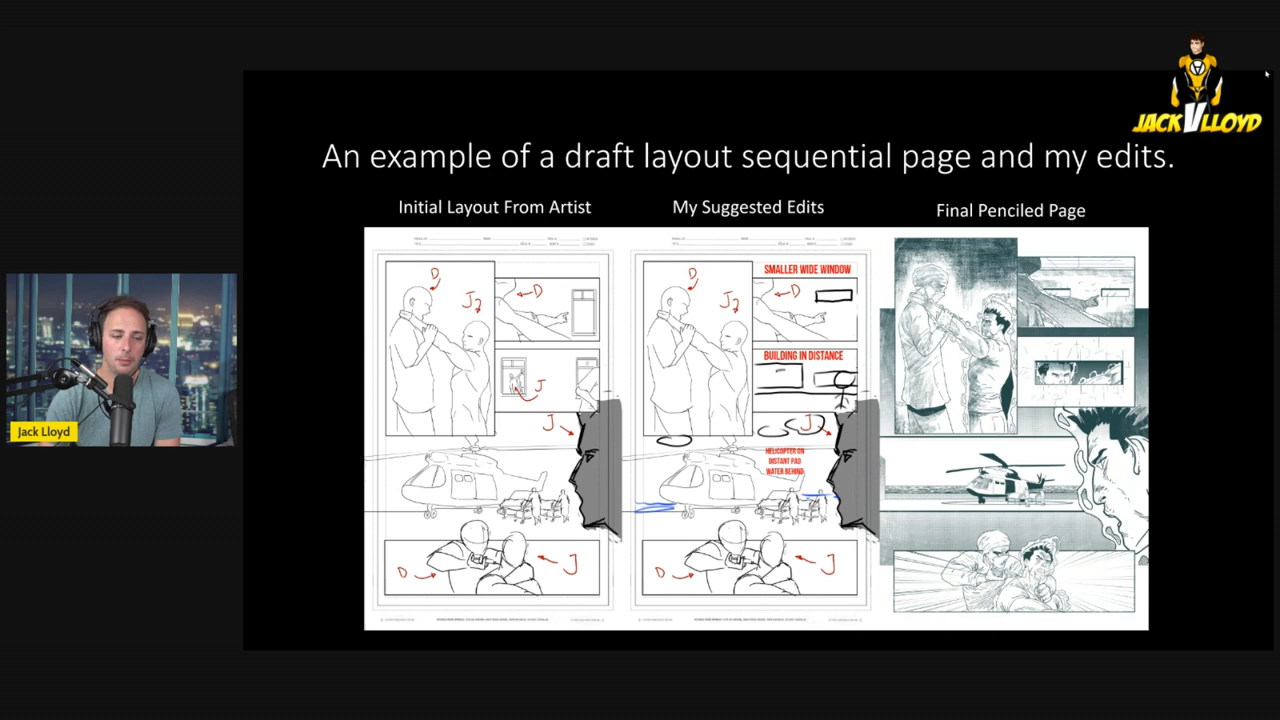 JACK V LLOYD
An example of a draft layout sequential page and my edits.
Initial Layout From Artist
My Suggested Edits
Final Penciled Page
D
J
D
J
J
D
J
SMALLER WIDE WINDOW
D
J
D
BUILDING IN DISTANCE
J
HELICOPTER ON
DISTANT PAD
WATER BEHIND
D
J
Jack Lloyd